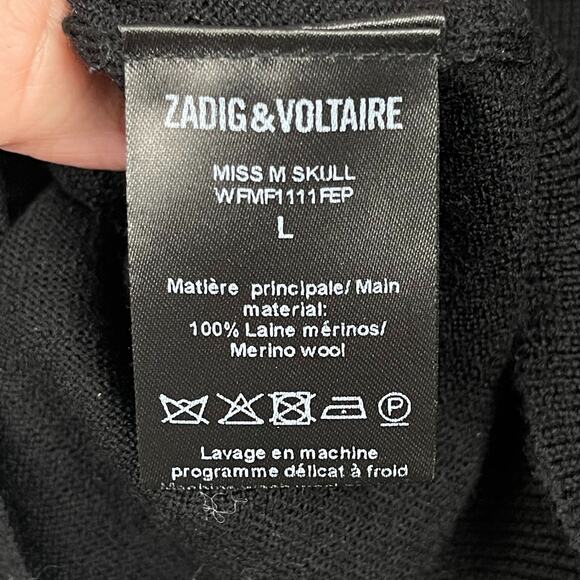 ZADIG&VOLTAIRE
MISS M SKULL
WFMF1111FEP
L
Matière principale/ Main
material:
100% Laine mérinos/
Merino wool
P
Lavage en machine
programme délicat à froid